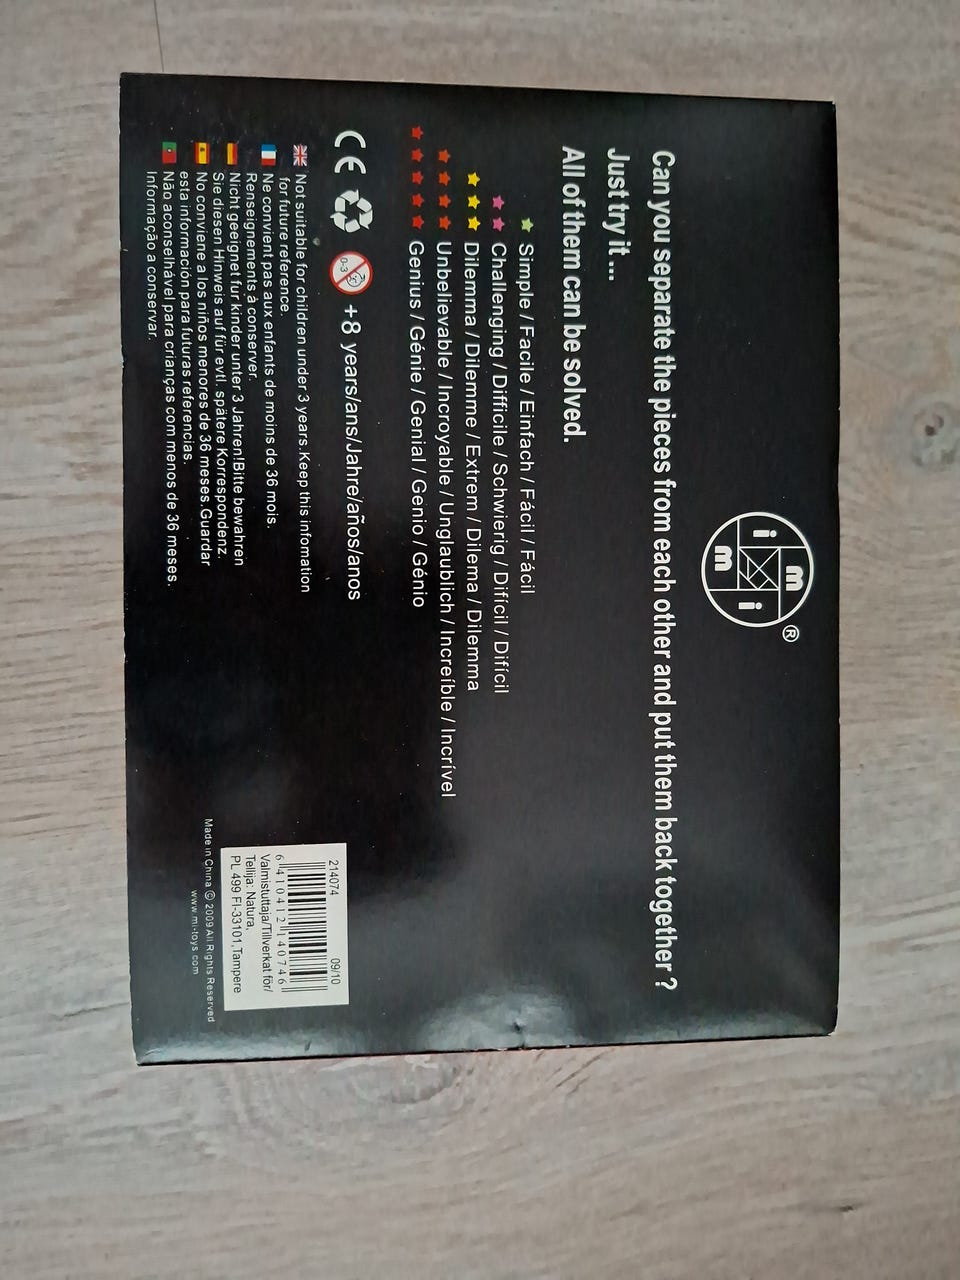 m
i i
m
®
Can you separate the pieces from each other and put them back together ?
Just try it...
All of them can be solved.
★ Simple / Facile / Einfach / Fácil / Fácil
★★ Challenging / Difficile / Schwierig / Difícil / Difícil
★★★ Dilemma / Dilemme / Extrem / Dilema / Dilemma
★★★★ Unbelievable / Incroyable / Unglaublich / Increíble / Incrível
★★★★★ Genius / Génie / Genial / Genio / Génio
CE 0-3 +8 years/ans/Jahre/años/anos
Not suitable for children under 3 years.Keep this infomation
for future reference.
Ne convient pas aux enfants de moins de 36 mois.
Renseignements à conserver.
Nicht geeignet fur kinder unter 3 Jahren!Bitte bewahren
Sie diesen Hinweis auf für evtl. spätere Korrespondenz.
No conviene a los niños menores de 36 meses.Guardar
esta información para futuras referencias.
Não aconselhável para crianças com menos de 36 meses.
Informação a conservar.
214074 09/10
6 410412 140746
Valmistuttaja/Tillverkat för/
Tellija: Natura,
PL 499 FI-33101,Tampere
Made in China © 2009 All Rights Reserved
www.mi-toys.com